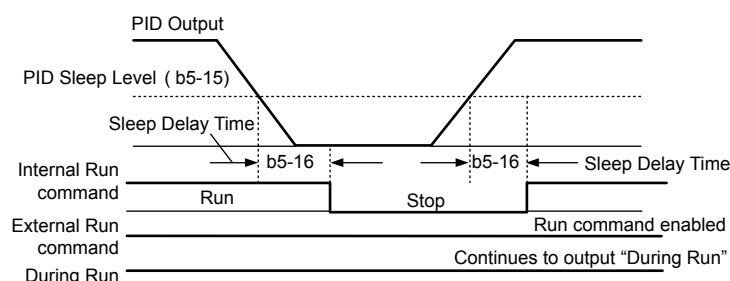 PID Output
PID Sleep Level ( b5-15)
Sleep Delay Time
b5-16
b5-16
Sleep Delay Time
Internal Run
command
Run
Stop
External Run
command
Run command enabled
Continues to output “During Run”
During Run